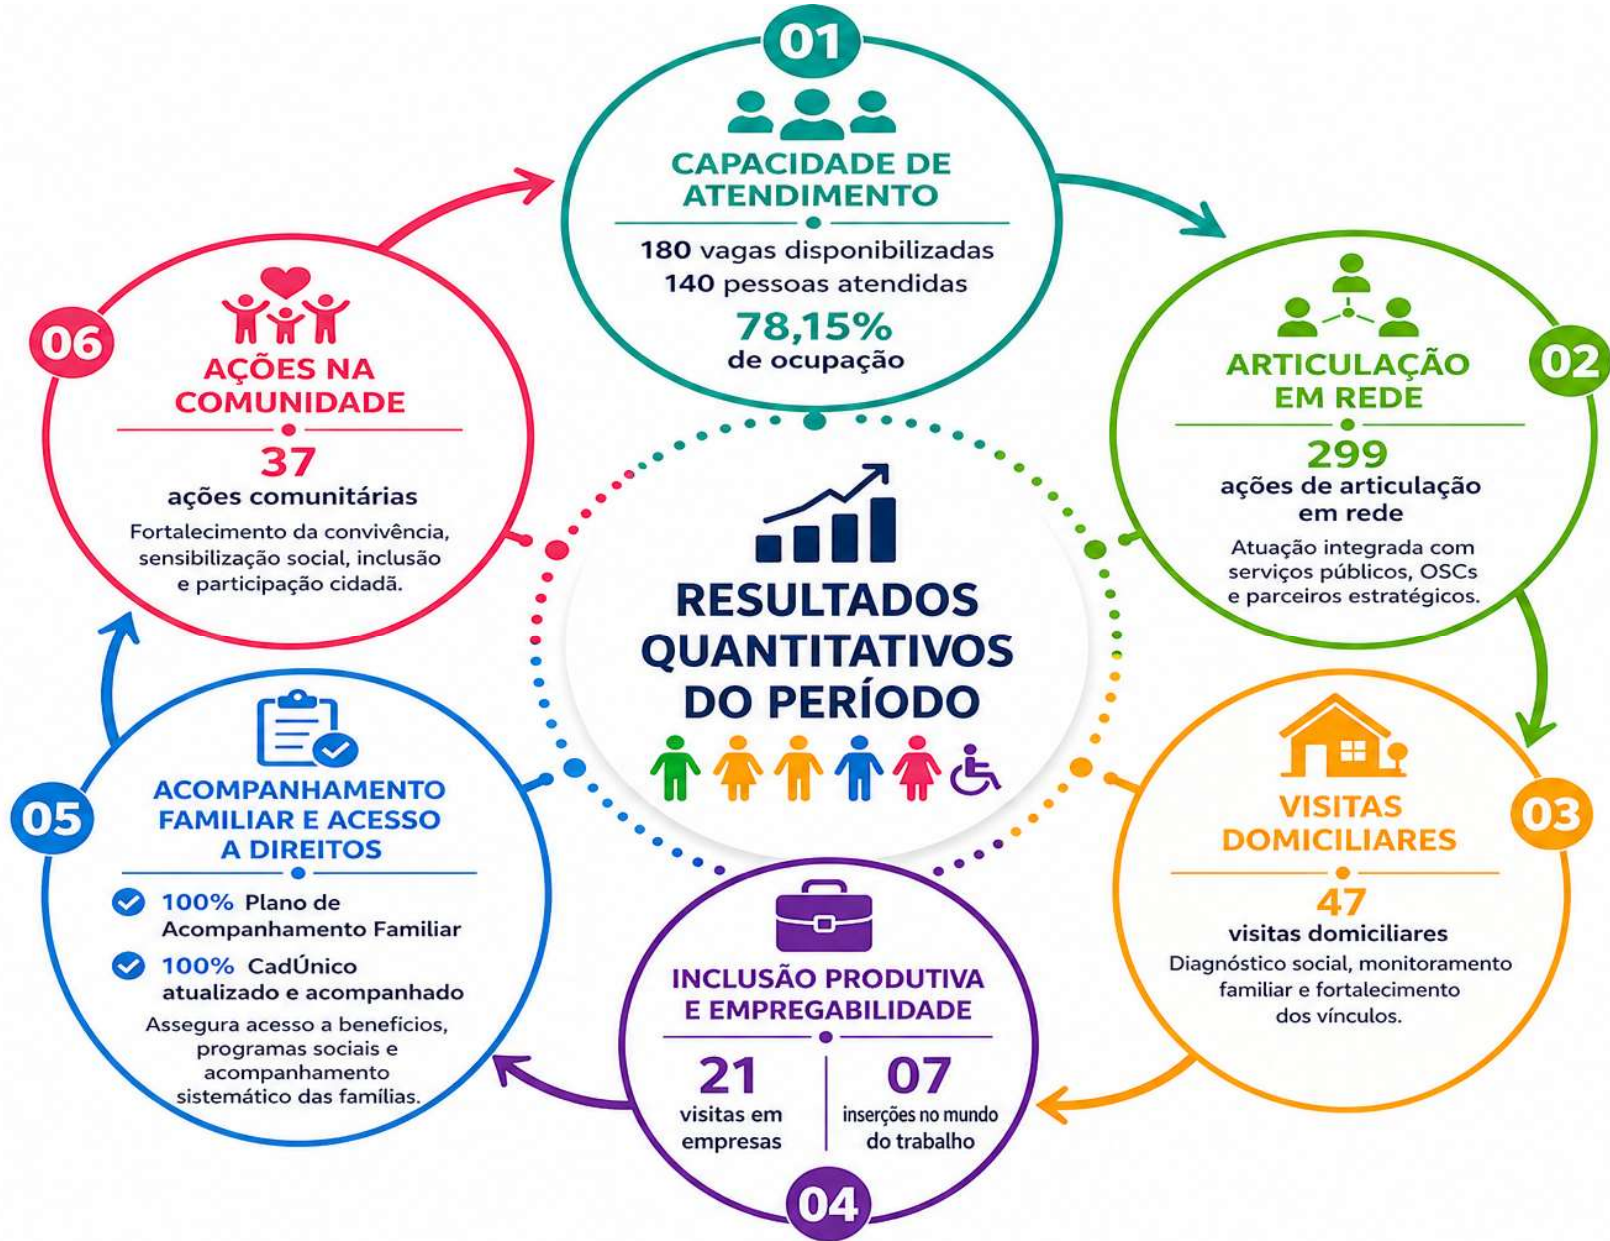 RESULTADOS
QUANTITATIVOS
DO PERÍODO
01
CAPACIDADE DE
ATENDIMENTO
180 vagas disponibilizadas
140 pessoas atendidas
78,15%
de ocupação
02
ARTICULAÇÃO
EM REDE
299
ações de articulação
em rede
Atuação integrada com
serviços públicos, OSCs
e parceiros estratégicos.
03
VISITAS
DOMICILIARES
47
visitas domiciliares
Diagnóstico social, monitoramento
familiar e fortalecimento
dos vínculos.
INCLUSÃO PRODUTIVA
E EMPREGABILIDADE
21
visitas em
empresas
07
inserções no mundo
do trabalho
04
05
ACOMPANHAMENTO
FAMILIAR E ACESSO
A DIREITOS
100% Plano de
Acompanhamento Familiar
100% CadÚnico
atualizado e acompanhado
Assegura acesso a benefícios,
programas sociais e
acompanhamento
sistemático das famílias.
06
AÇÕES NA
COMUNIDADE
37
ações comunitárias
Fortalecimento da convivência,
sensibilização social, inclusão
e participação cidadã.